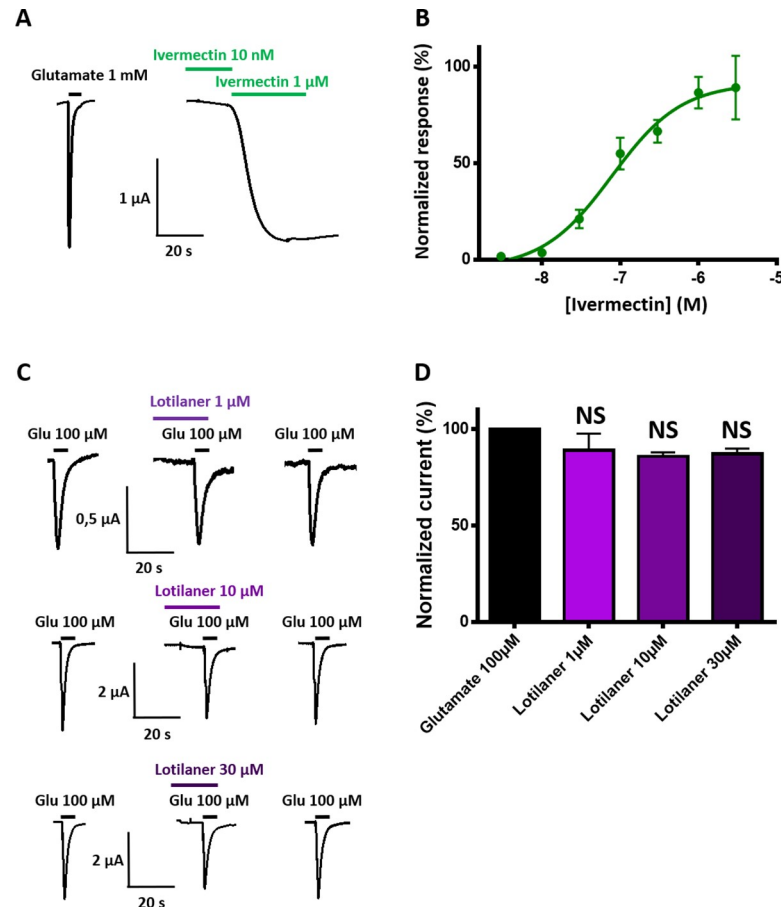 A
Glutamate 1 mM
Ivermectin 10 nM
Ivermectin 1 µM
1 µA
20 s
B
Normalized response (%)
100
50
0
-8
-7
-6
-5
[Ivermectin] (M)
C
Lotilaner 1 µM
Glu 100 µM
Glu 100 µM
Glu 100 µM
0,5 µA
20 s
Lotilaner 10 µM
Glu 100 µM
Glu 100 µM
Glu 100 µM
2 µA
20 s
Lotilaner 30 µM
Glu 100 µM
Glu 100 µM
Glu 100 µM
2 µA
20 s
D
Normalized current (%)
100
50
0
NS
NS
NS
Glutamate 100µM
Lotilaner 1µM
Lotilaner 10µM
Lotilaner 30µM